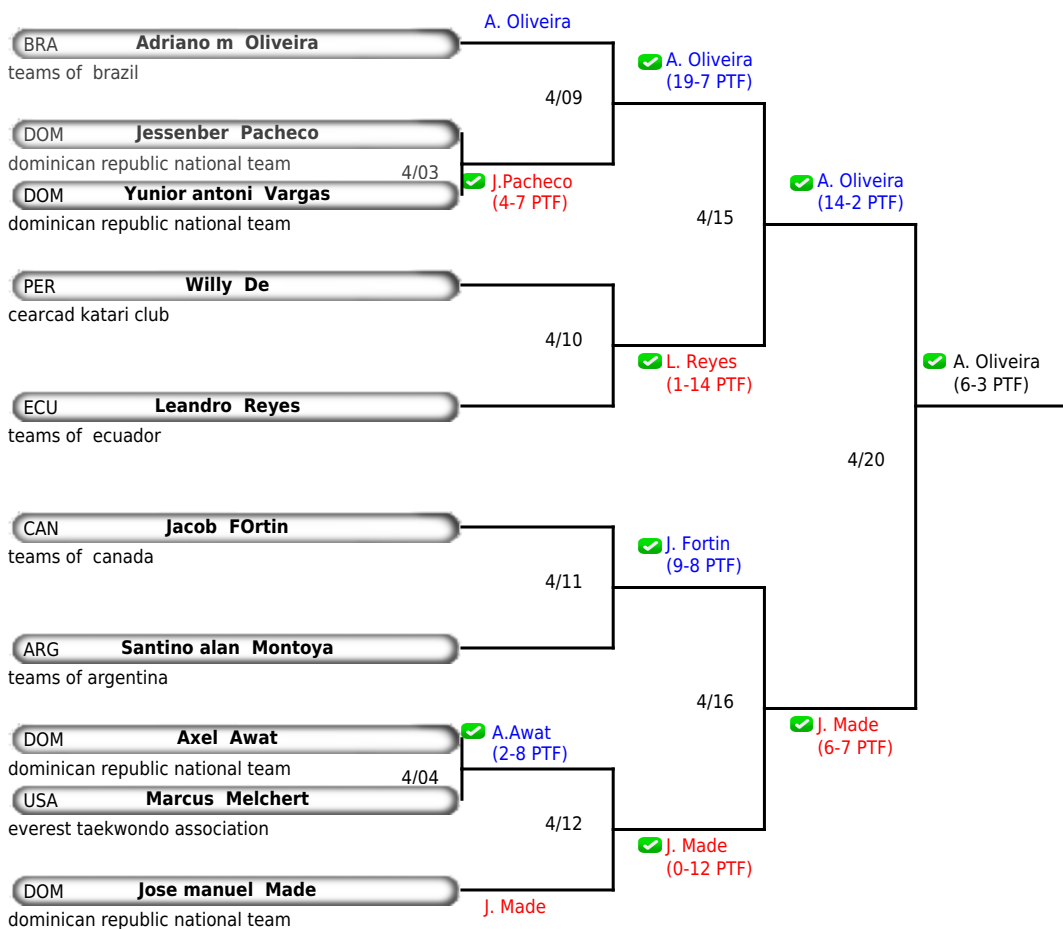 A. Oliveira
BRA Adriano m Oliveira
teams of brazil
A. Oliveira
(19-7 PTF)
4/09
DOM Jessenber Pacheco
dominican republic national team
4/03
J.Pacheco
(4-7 PTF)
DOM Yunior antoni Vargas
dominican republic national team
A. Oliveira
(14-2 PTF)
4/15
PER Willy De
cearcad katari club
4/10
L. Reyes
(1-14 PTF)
A. Oliveira
(6-3 PTF)
ECU Leandro Reyes
teams of ecuador
4/20
CAN Jacob FOrtin
teams of canada
J. Fortin
(9-8 PTF)
4/11
ARG Santino alan Montoya
teams of argentina
4/16
J. Made
(6-7 PTF)
DOM Axel Awat
dominican republic national team
A.Awat
(2-8 PTF)
4/04
USA Marcus Melchert
everest taekwondo association
4/12
J. Made
(0-12 PTF)
DOM Jose manuel Made
dominican republic national team
J. Made